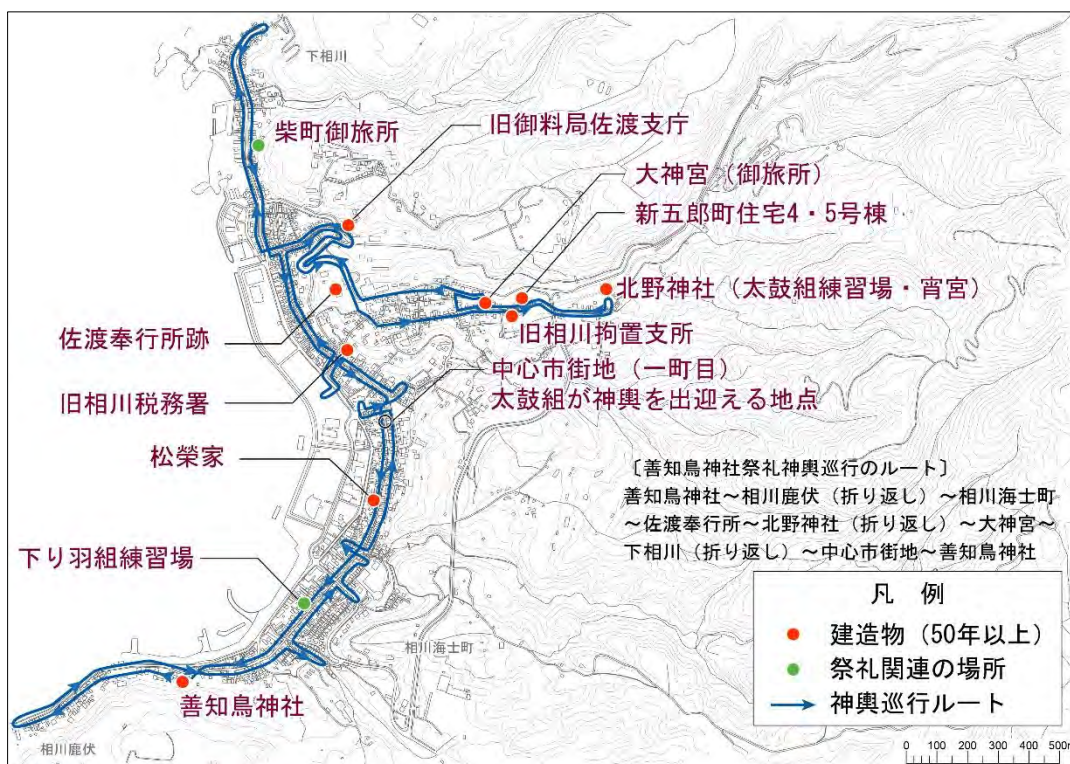 下相川
柴町御旅所
旧御料局佐渡支庁
大神宮（御旅所）
新五郎町住宅4・5号棟
北野神社（太鼓組練習場・宵宮）
旧相川拘置支所
佐渡奉行所跡
中心市街地（一町目）
太鼓組が神輿を出迎える地点
旧相川税務署
松榮家
〔善知鳥神社祭礼神輿巡行のルート〕
善知鳥神社～相川鹿伏（折り返し）～相川海士町
～佐渡奉行所～北野神社（折り返し）～大神宮～
下相川（折り返し）～中心市街地～善知鳥神社
下り羽組練習場
相川海士町
善知鳥神社
相川鹿伏
凡　例
建造物（50年以上）
祭礼関連の場所
神輿巡行ルート
0 100 200 300 400 500m